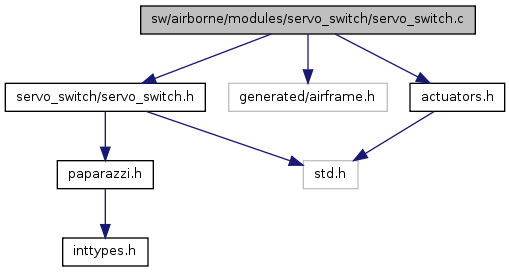 sw/airborne/modules/servo_switch/servo_switch.c
servo_switch/servo_switch.h
generated/airframe.h
actuators.h
paparazzi.h
std.h
inttypes.h